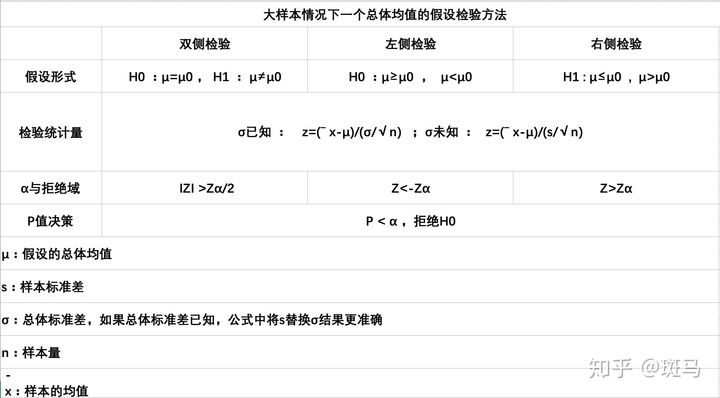 大样本情况下一个总体均值的假设检验方法
双侧检验 左侧检验 右侧检验
假设形式 H0 :μ=μ0 , H1 : μ≠μ0 H0 :μ≥μ0 , μ<μ0 H1 : μ≤μ0 , μ>μ0
检验统计量 σ已知 : z=(¯ x-μ)/(σ/√ n) ; σ未知 : z=(¯ x-μ)/(s/√ n)
α与拒绝域 IZI >Zα/2 Z<-Zα Z>Zα
P值决策 P < α , 拒绝H0
μ : 假设的总体均值
s : 样本标准差
σ : 总体标准差，如果总体标准差已知，公式中将s替换σ结果更准确
n : 样本量
-
x : 样本的均值
知乎 @斑马